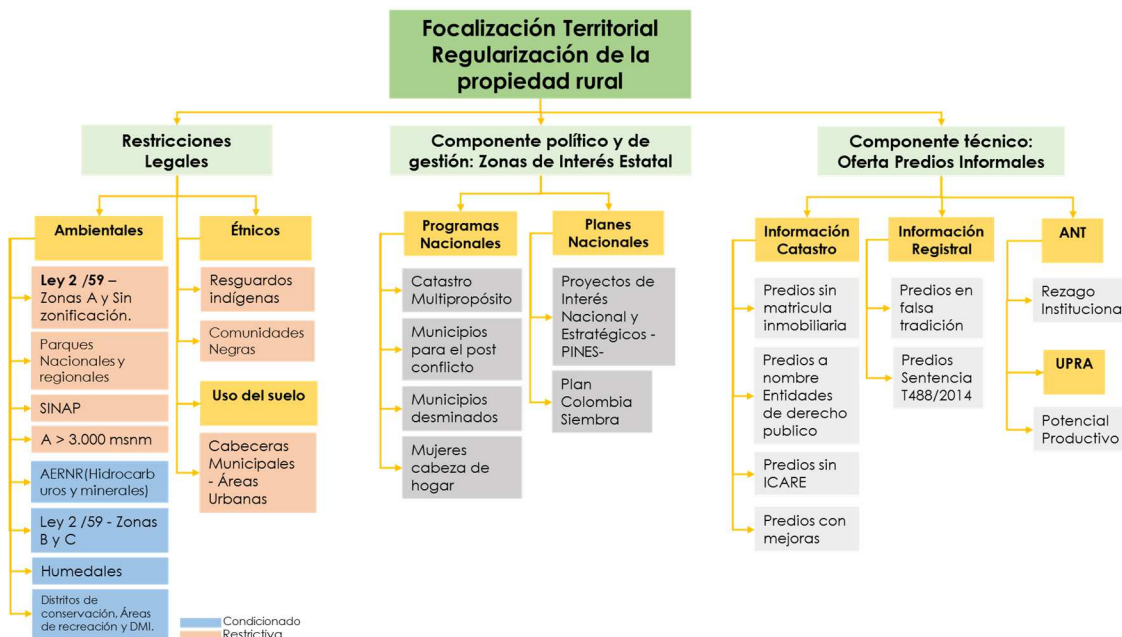 Focalización Territorial
Regularización de la
propiedad rural
Restricciones
Legales
Componente político y de
gestión: Zonas de Interés Estatal
Componente técnico:
Oferta Predios Informales
Ambientales
Ley 2 /59 –
Zonas A y Sin
zonificación.
Parques
Nacionales y
regionales
SINAP
A > 3.000 msnm
AERNR(Hidrocarb
uros y minerales)
Ley 2 /59 - Zonas
B y C
Humedales
Distritos de
conservación, Áreas
de recreación y DMI.
Étnicos
Resguardos
indígenas
Comunidades
Negras
Uso del suelo
Cabeceras
Municipales
- Áreas
Urbanas
Condicionado
Restrictiva
Programas
Nacionales
Catastro
Multipropósito
Municipios
para el post
conflicto
Municipios
desminados
Mujeres
cabeza de
hogar
Planes
Nacionales
Proyectos de
Interés
Nacional y
Estratégicos -
PINES-
Plan
Colombia
Siembra
Información
Catastro
Predios sin
matricula
inmobiliaria
Predios a
nombre
Entidades
de derecho
publico
Predios sin
ICARE
Predios con
mejoras
Información
Registral
Predios en
falsa
tradición
Predios
Sentencia
T488/2014
ANT
Rezago
Instituciona
UPRA
Potencial
Productivo